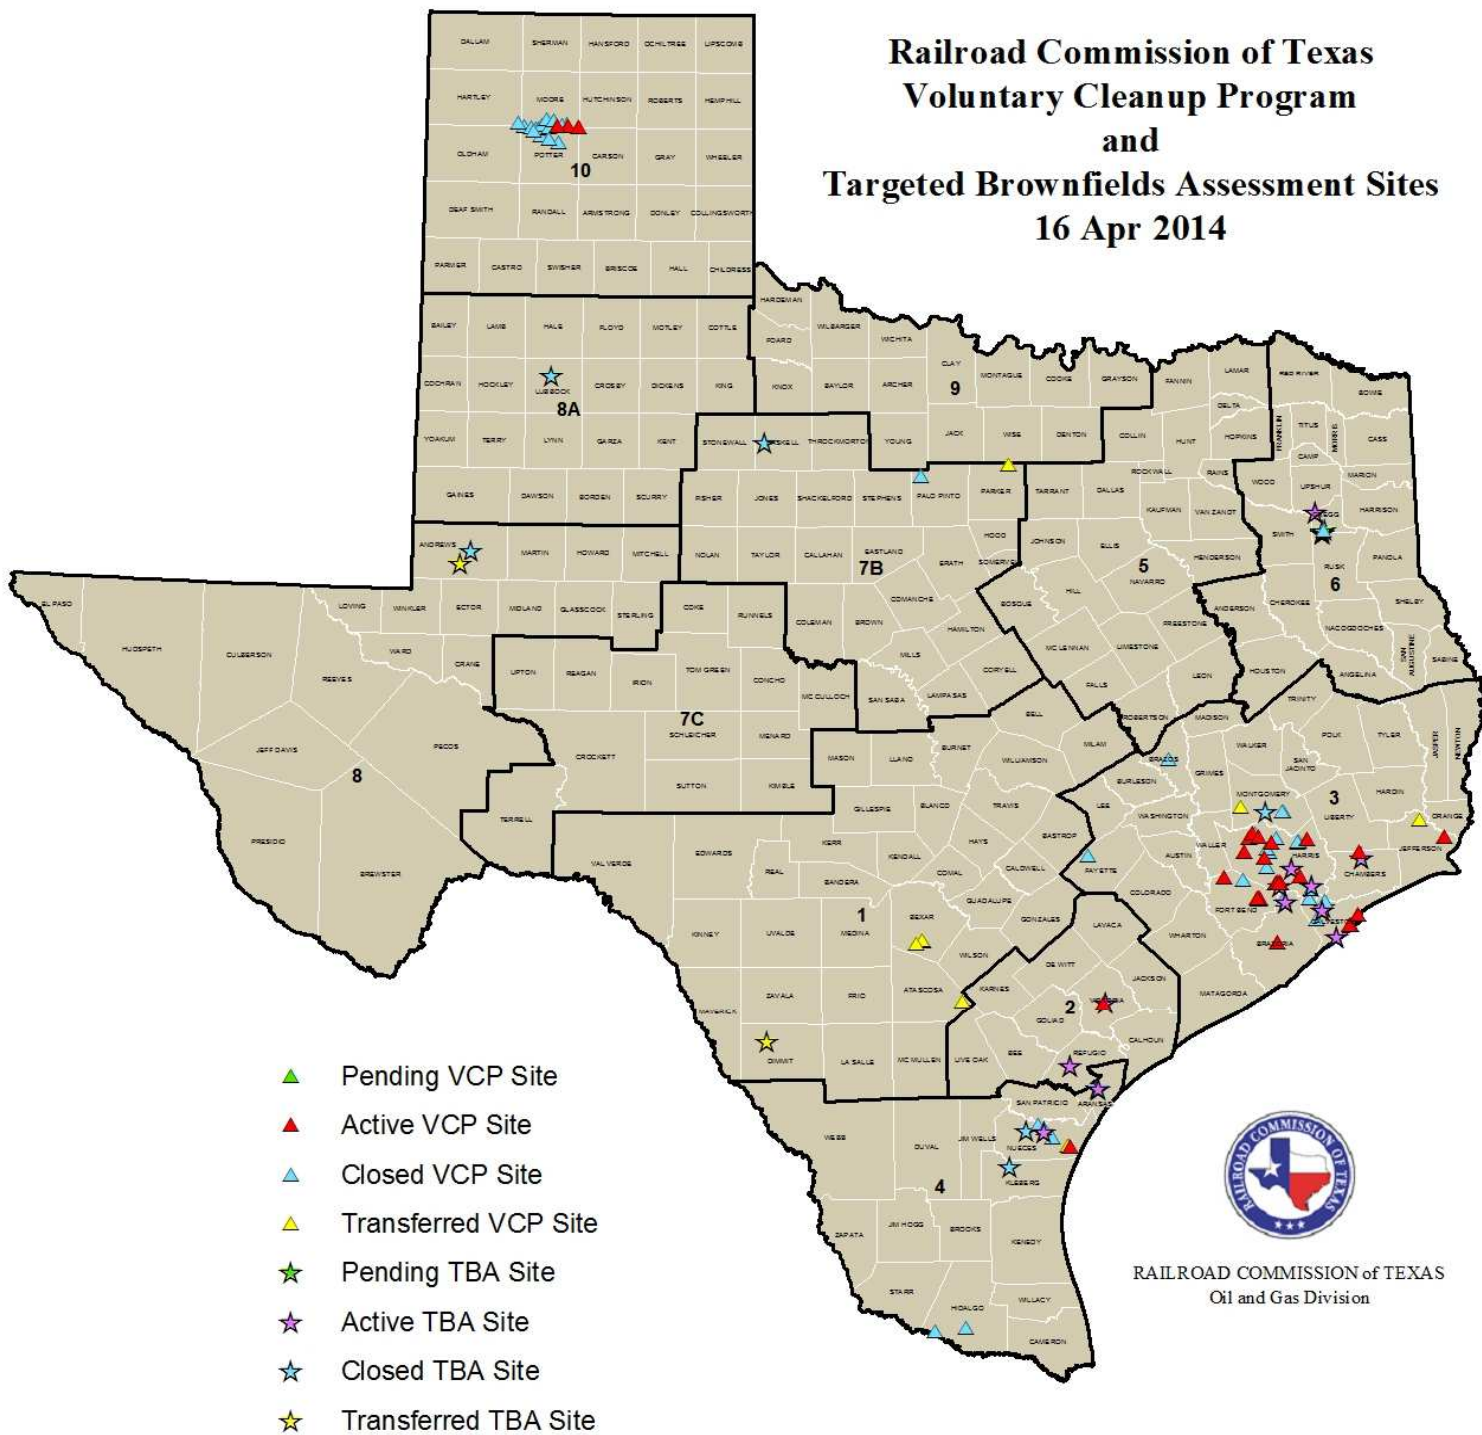 Railroad Commission of Texas
Voluntary Cleanup Program
and
Targeted Brownfields Assessment Sites
16 Apr 2014
DALLAM SHERMAN HANSFORD OCHILTREE LIPSCOMB
HARTLEY MOORE HUTCHINSON ROBERTS HEMPHILL
OLDHAM POTTER CARSON GRAY WHEELER
10
DEAF SMITH RANDALL ARMSTRONG DONLEY COLLINGSWORTH
PARMER CASTRO SWISHER BRISCOE HALL CHILDRESS
HARDEMAN
BAILEY LAMB HALE FLOYD MOTLEY COTTLE
FOARD WILBARGER WICHITA
COCHRAN HOCKLEY LUBBOCK CROSBY DICKENS KING
8A
KNOX BAYLOR ARCHER CLAY MONTAGUE COOKE GRAYSON
9
FANNIN LAMAR RED RIVER BOWIE
DELTA
YOAKUM TERRY LYNN GARZA KENT STONEWALL THROCKMORTON YOUNG JACK WISE DENTON
COLLIN HUNT HOPKINS FRANKLIN TITUS MORRIS CASS
CAMP
ROCKWALL RAINS WOOD UPSHUR MARION
GAINES DAWSON BORDEN SCURRY FISHER JONES SHACKELFORD STEPHENS PALO PINTO PARKER TARRANT DALLAS
KAUFMAN VAN ZANDT HARRISON
SMITH
ANDREWS MARTIN HOWARD MITCHELL NOLAN TAYLOR CALLAHAN EASTLAND
7B
ERATH HOOD SOMERVELL JOHNSON ELLIS
5
NAVARRO HENDERSON RUSK PANOLA
6
EL PASO LOVING WINKLER ECTOR MIDLAND GLASSCOCK STERLING COKE RUNNELS COLEMAN BROWN COMANCHE
HAMILTON BOSQUE HILL FREESTONE ANDERSON CHEROKEE SHELBY
NACOGDOCHES
HUDSPETH CULBERSON REEVES WARD CRANE UPTON REAGAN IRION TOM GREEN CONCHO MC CULLOCH
MILLS CORYELL MC LENNAN LIMESTONE LEON HOUSTON ANGELINA SAN AUGUSTINE SABINE
SAN SABA LAMPASAS FALLS
7C
SCHLEICHER MENARD
JEFF DAVIS PECOS CROCKETT
8
SUTTON KIMBLE
MASON LLANO BURNET BELL WILLIAMSON MILAM ROBERTSON MADISON TRINITY
WALKER POLK TYLER JASPER NEWTON
BRAZOS GRIMES SAN JACINTO
BURLESON MONTGOMERY HARDIN
3
LIBERTY ORANGE
PRESIDIO BREWSTER TERRELL
GILLESPIE BLANCO TRAVIS LEE WASHINGTON
VAL VERDE EDWARDS KERR KENDALL HAYS BASTROP
REAL BANDERA COMAL CALDWELL FAYETTE AUSTIN WALLER HARRIS CHAMBERS JEFFERSON
COLORADO FORT BEND
KINNEY UVALDE MEDINA BEXAR GUADALUPE GONZALES LAVACA WHARTON BRAZORIA
1
WILSON
DE WITT JACKSON MATAGORDA
MAVERICK ZAVALA FRIO ATASCOSA KARNES
2
GOLIAD CALHOUN
DIMMIT LA SALLE MC MULLEN LIVE OAK BEE REFUGIO
SAN PATRICIO ARANSAS
WEBB DUVAL JIM WELLS NUECES
4
KLEBERG
ZAPATA JIM HOGG BROOKS KENEDY
STARR HIDALGO WILLACY
CAMERON
Pending VCP Site
Active VCP Site
Closed VCP Site
Transferred VCP Site
Pending TBA Site
Active TBA Site
Closed TBA Site
Transferred TBA Site
RAILROAD COMMISSION OF TEXAS
RAILROAD COMMISSION of TEXAS
Oil and Gas Division